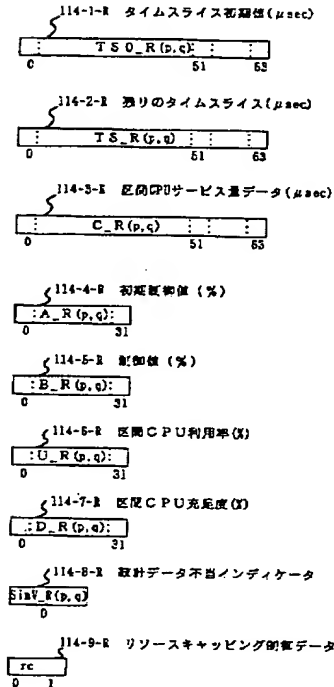 114-1-R タイムスライス初期値(μsec)
TS0_R(p,q)
0 51 63
114-2-R 残りのタイムスライス(μsec)
TS_R(p,q)
0 51 63
114-3-R 区間CPUサービス量データ(μsec)
C_R(p,q)
0 51 63
114-4-R 初期制御値(%)
:A_R(p,q):
0 31
114-5-R 制御値(%)
:B_R(p,q):
0 31
114-6-R 区間CPU利用率(%)
:U_R(p,q):
0 31
114-7-R 区間CPU充足度(%)
:D_R(p,q):
0 31
114-8-R 統計データ不当インディケータ
SinV_R(p,q)
0
114-9-R リソースキャッピング制御データ
rc
0 1